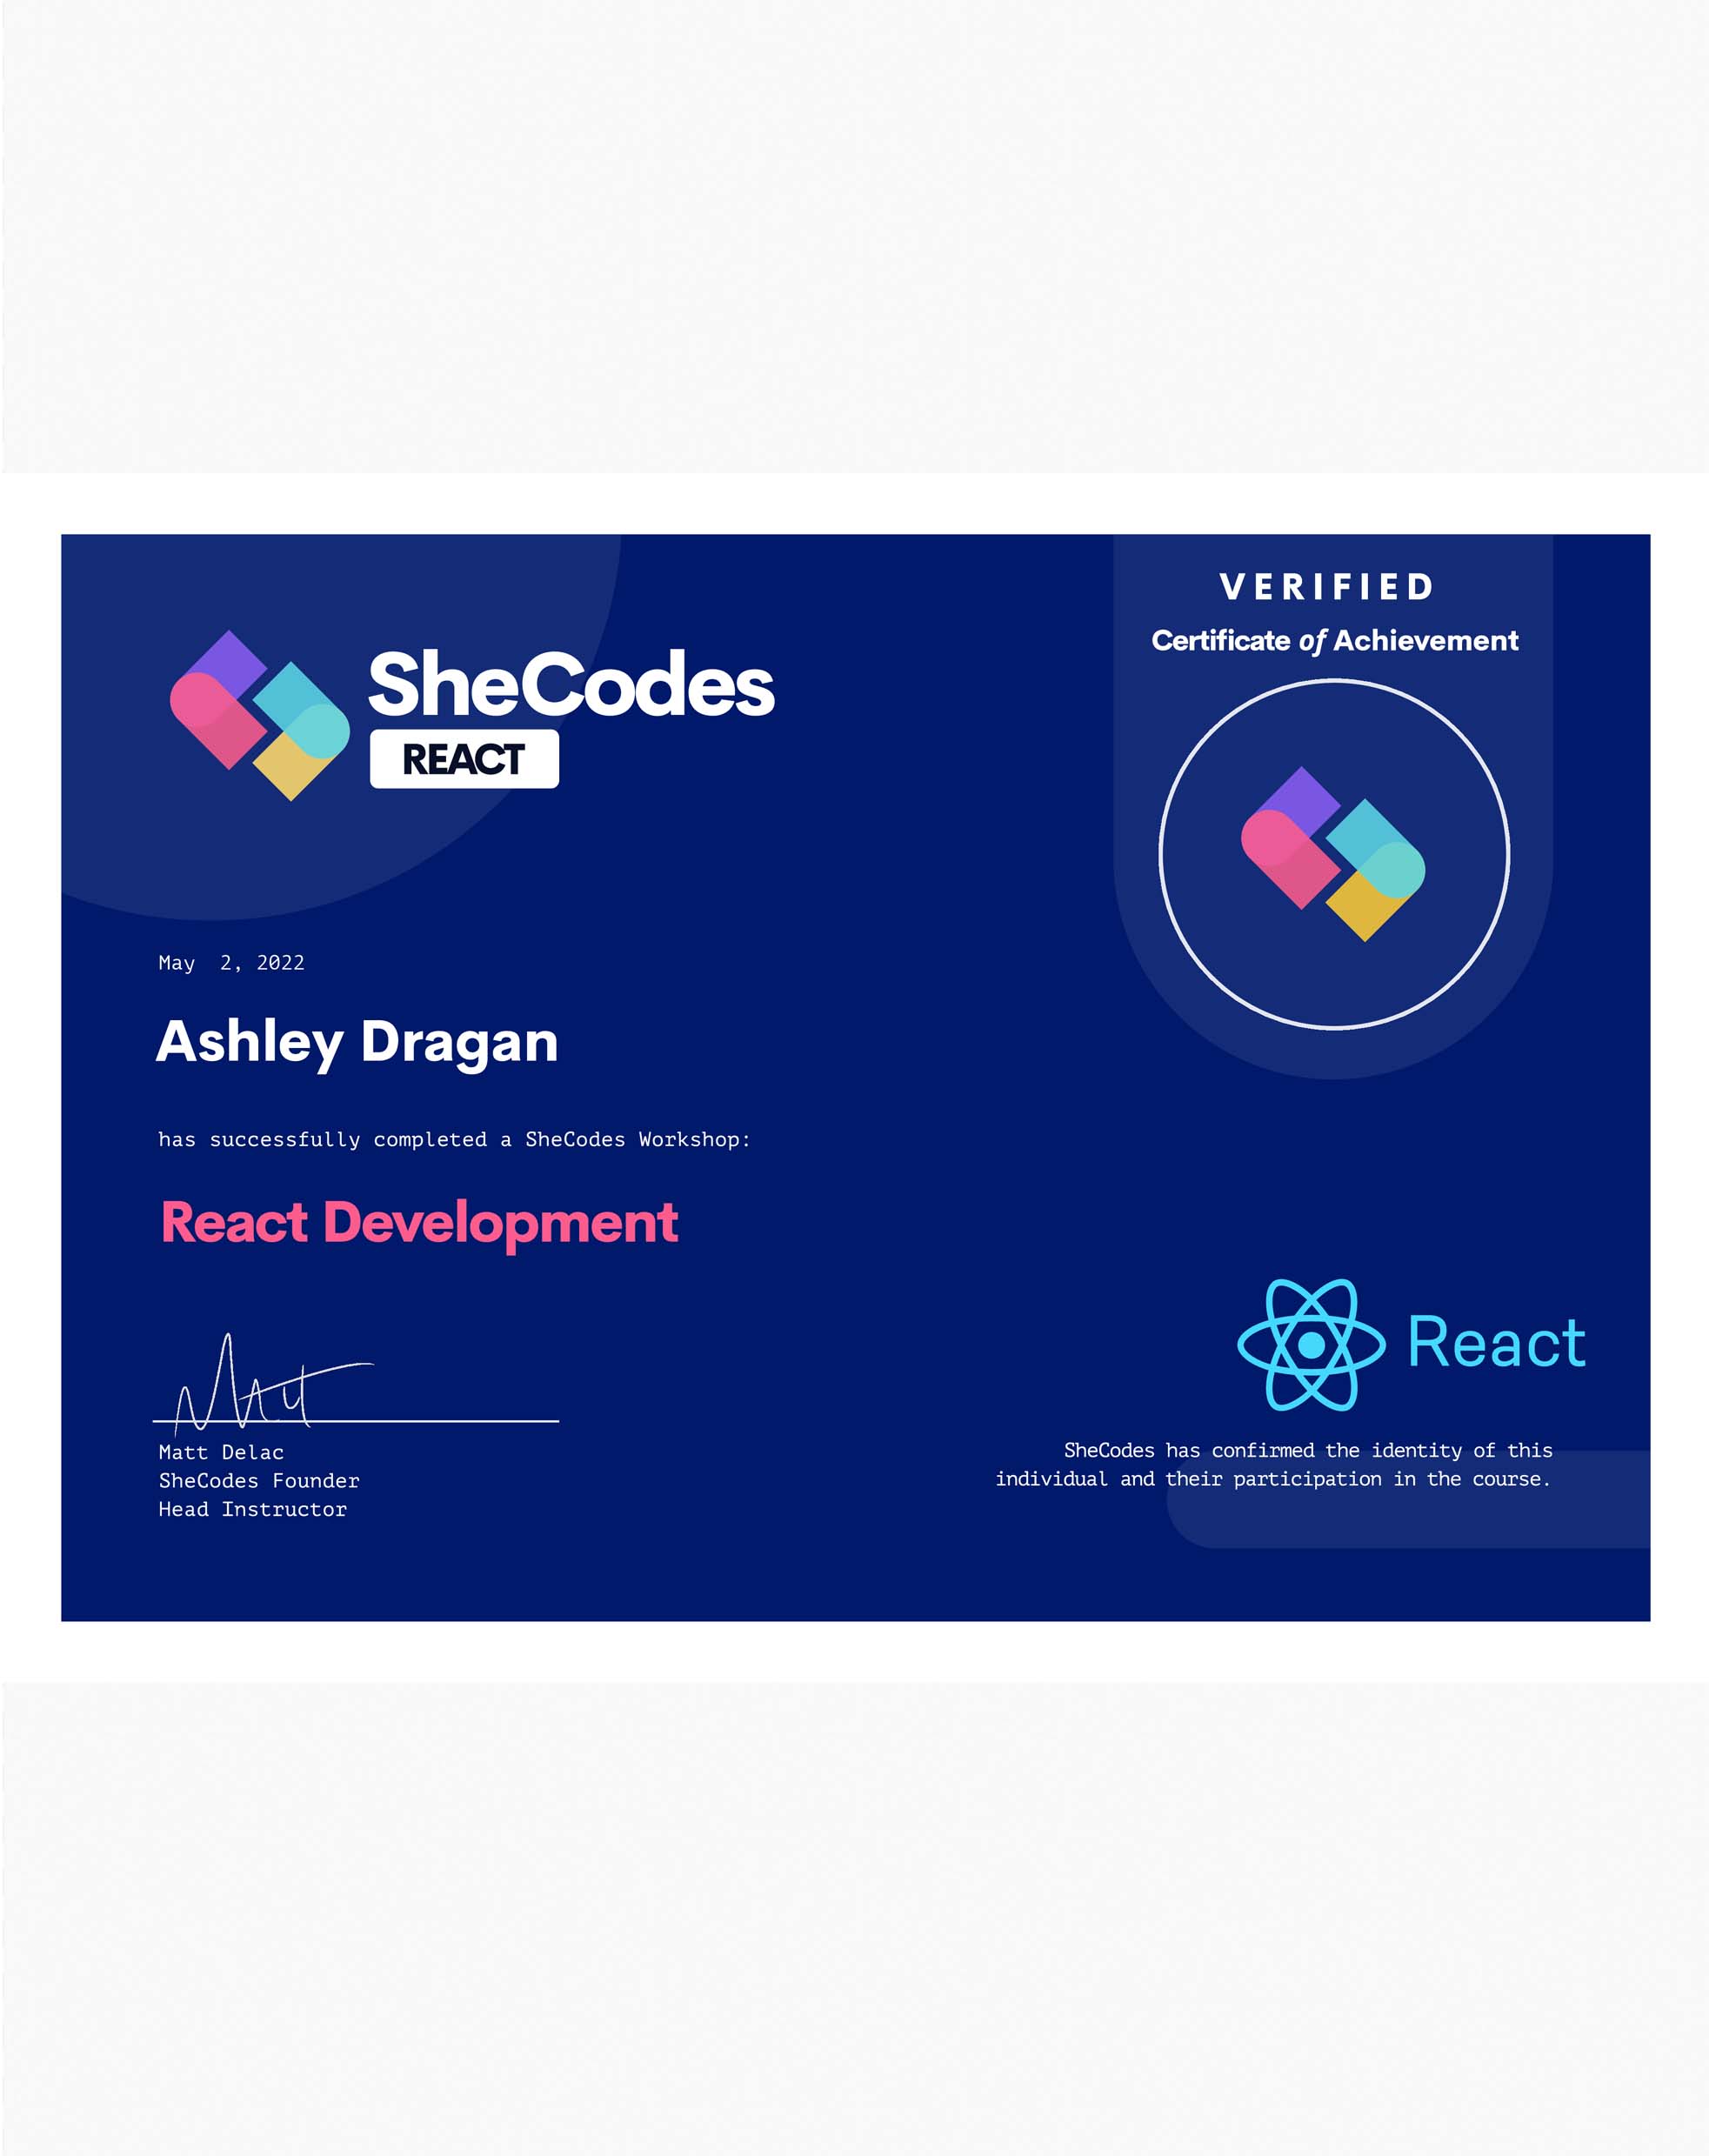 VERIFIED
Certificate of Achievement
SheCodes
REACT
May  2, 2022
Ashley Dragan
has successfully completed a SheCodes Workshop:
React Development
React
Matt Delac
SheCodes Founder
Head Instructor
SheCodes has confirmed the identity of this
individual and their participation in the course.